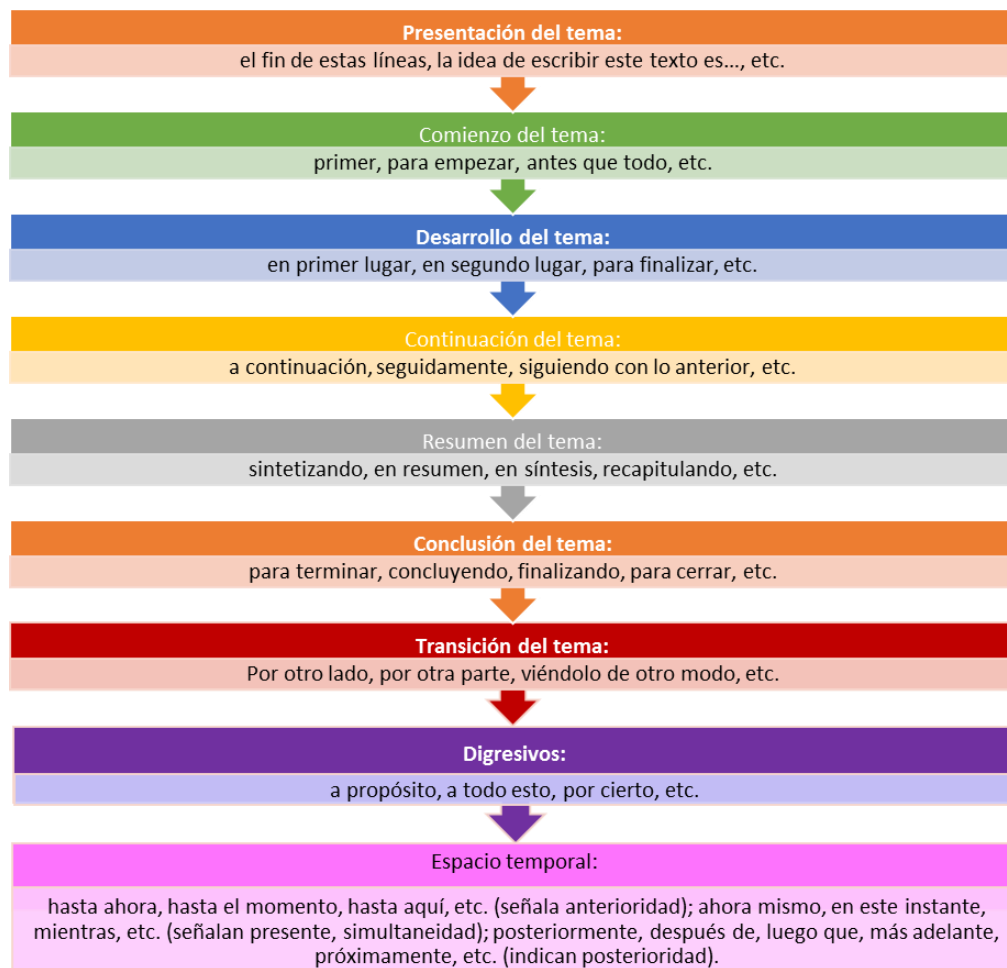 Presentación del tema:
el fin de estas líneas, la idea de escribir este texto es..., etc.
Comienzo del tema:
primer, para empezar, antes que todo, etc.
Desarrollo del tema:
en primer lugar, en segundo lugar, para finalizar, etc.
Continuación del tema:
a continuación, seguidamente, siguiendo con lo anterior, etc.
Resumen del tema:
sintetizando, en resumen, en síntesis, recapitulando, etc.
Conclusión del tema:
para terminar, concluyendo, finalizando, para cerrar, etc.
Transición del tema:
Por otro lado, por otra parte, viéndolo de otro modo, etc.
Digresivos:
a propósito, a todo esto, por cierto, etc.
Espacio temporal:
hasta ahora, hasta el momento, hasta aquí, etc. (señala anterioridad); ahora mismo, en este instante,
mientras, etc. (señalan presente, simultaneidad); posteriormente, después de, luego que, más adelante,
próximamente, etc. (indican posterioridad).